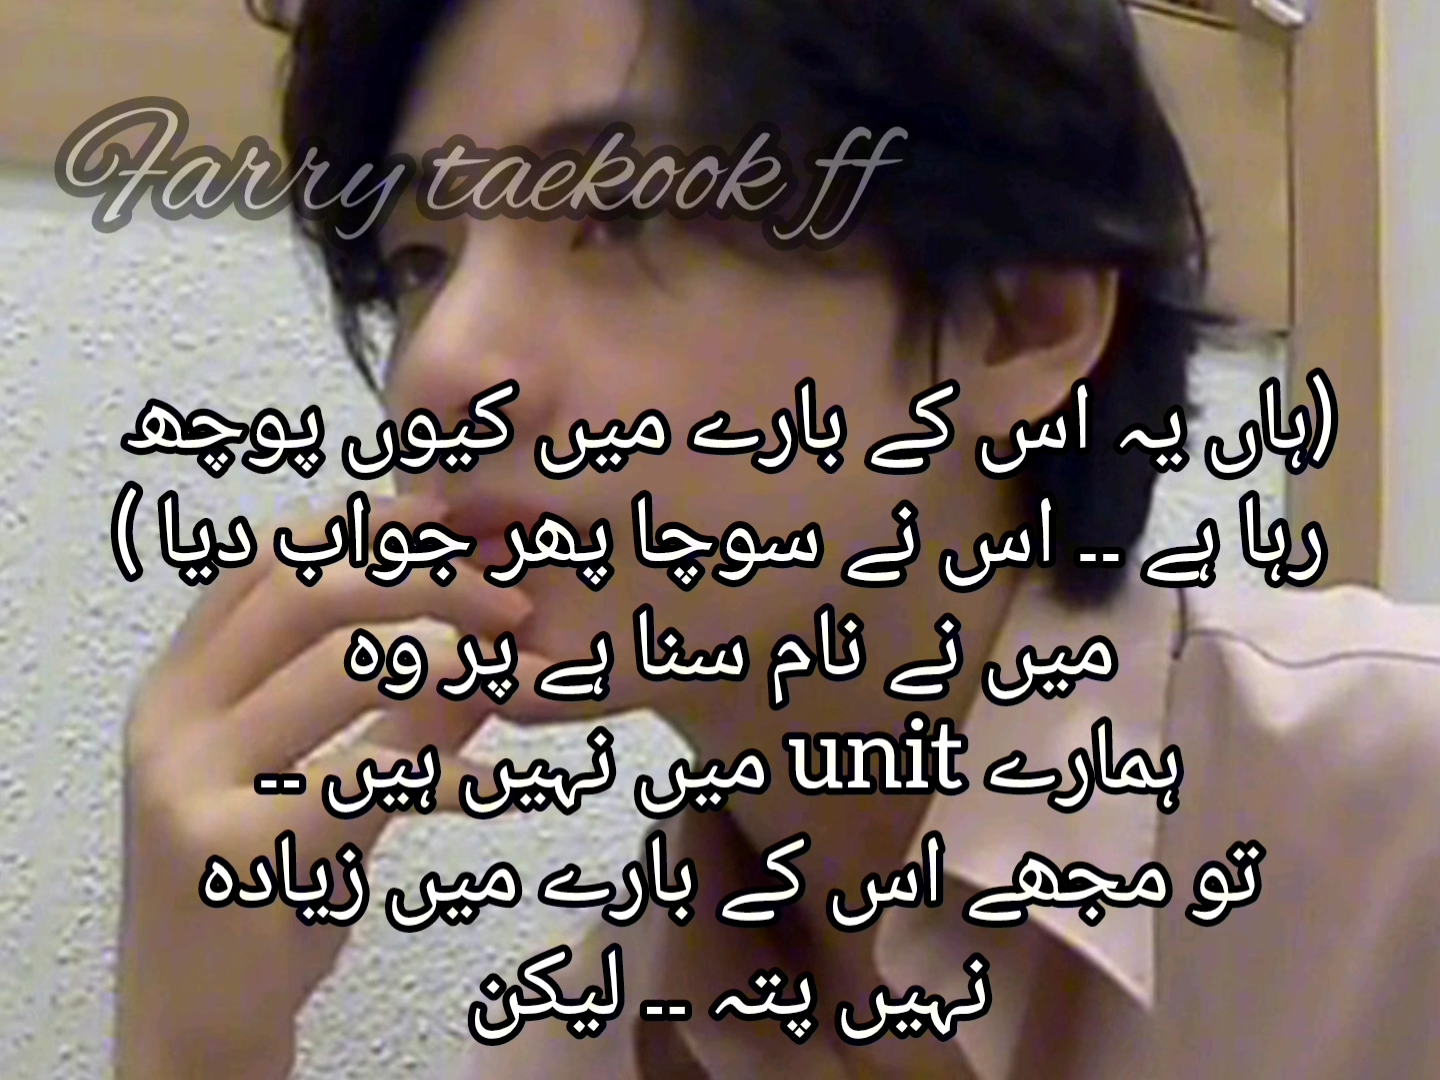 Farry taekook ff
(ہاں یہ اس کے بارے میں کیوں پوچھ
رہا ہے -- اس نے سوچا پھر جواب دیا )
میں نے نام سنا ہے پر وہ
ہمارے unit میں نہیں ہیں --
تو مجھے اس کے بارے میں زیادہ
نہیں پتہ -- لیکن